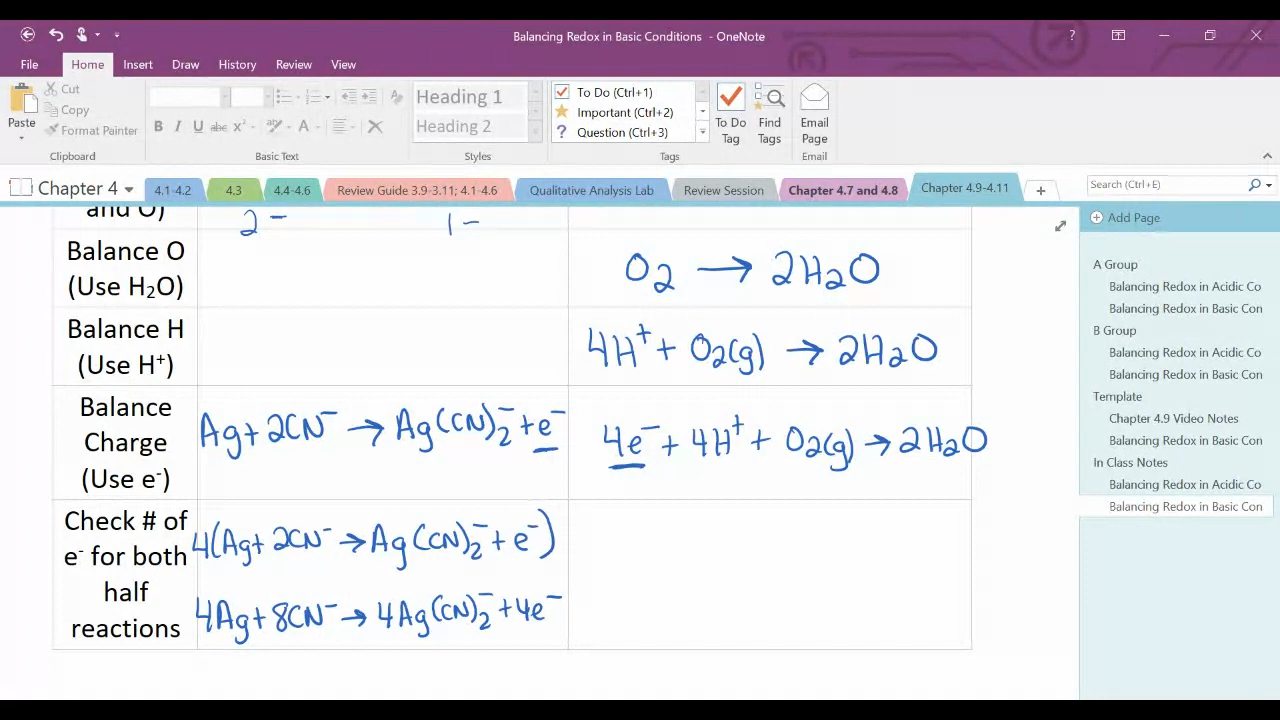 Balancing Redox in Basic Conditions - OneNote
File Home Insert Draw History Review View
Paste
Cut
Copy
Format Painter
Clipboard
B I U abc x² A
Basic Text
Heading 1
Heading 2
Styles
To Do (Ctrl+1)
Important (Ctrl+2)
? Question (Ctrl+3)
Tags
To Do Tag
Find Tags
Email Page
Email
Chapter 4
4.1-4.2
4.3
4.4-4.6
Review Guide 3.9-3.11; 4.1-4.6
Qualitative Analysis Lab
Review Session
Chapter 4.7 and 4.8
Chapter 4.9-4.11
Search (Ctrl+E)
and O)
2⁻ 1⁻
Balance O
(Use H₂O)
O₂ → 2H₂O
Balance H
(Use H⁺)
4H⁺ + O₂(g) → 2H₂O
Balance
Charge
(Use e⁻)
Ag + 2CN⁻ → Ag(CN)₂⁻ + e⁻
4e⁻ + 4H⁺ + O₂(g) → 2H₂O
Check # of
e⁻ for both
half
reactions
4(Ag + 2CN⁻ → Ag(CN)₂⁻ + e⁻)
4Ag + 8CN⁻ → 4Ag(CN)₂⁻ + 4e⁻
Add Page
A Group
Balancing Redox in Acidic Co
Balancing Redox in Basic Con
B Group
Balancing Redox in Acidic Co
Balancing Redox in Basic Con
Template
Chapter 4.9 Video Notes
Balancing Redox in Basic Con
In Class Notes
Balancing Redox in Acidic Co
Balancing Redox in Basic Con